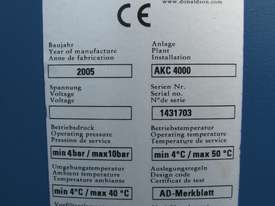 www.donaldson.com
CE
Baujahr
Year of manufacture
Anne de fabrication
2005
Anlage
Plant
Installation
AKC 4000
Spannung
Voltage
Voltage
Serien Nr.
Serial no.
N°de serie
1431703
Betriebsdruck
Operating pressure
Pression de service
min 4bar / max10bar
Betriebstemperatur
Operating temperature
Temperature de service
min 4°C / max 50 °C
Umgebungstemperatur
Ambient temperature
Temperature ambiante
min 4°C / max 40 °C
Auslegungsregeln
Design code
Certificat de test
AD-Merkblatt